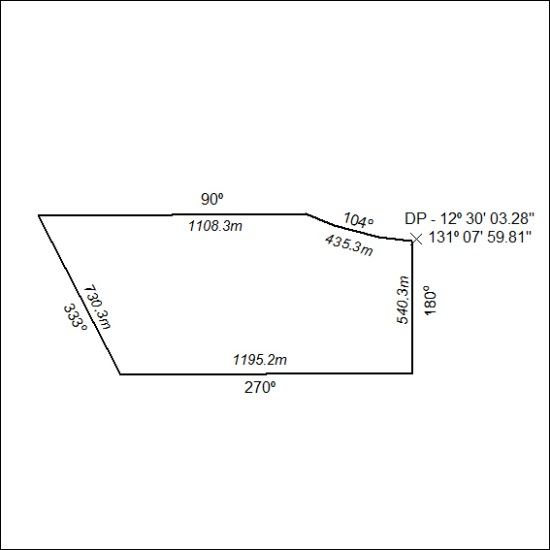 90º
1108.3m
104º
435.3m
DP - 12º 30' 03.28"
131º 07' 59.81"
540.3m
180º
730.3m
333º
1195.2m
270º